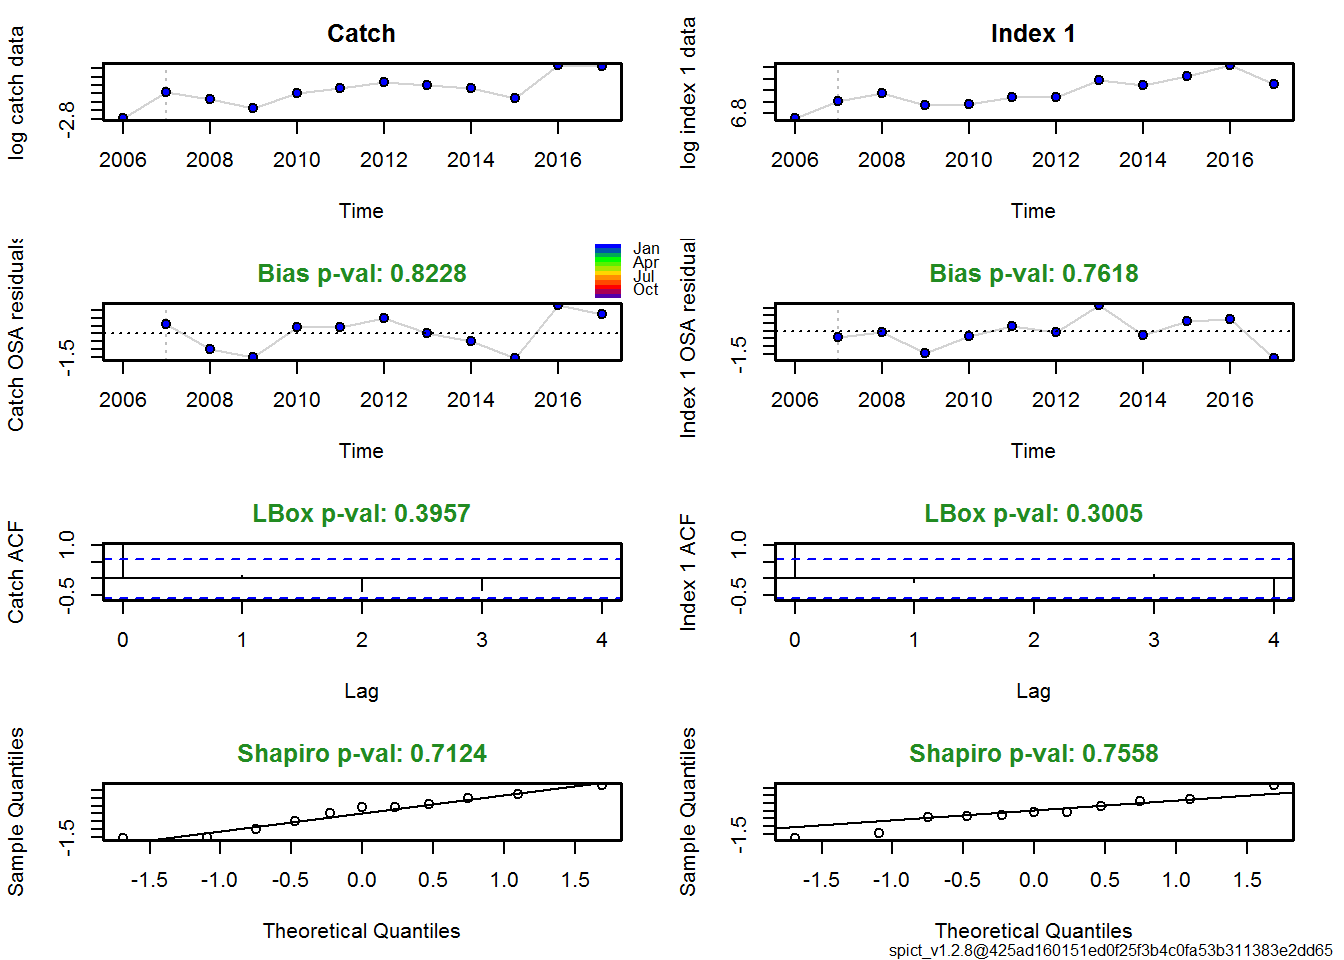 Catch
log catch data
-2.8
2006 2008 2010 2012 2014 2016
Time
Index 1
log index 1 data
6.8
2006 2008 2010 2012 2014 2016
Time
Bias p-val: 0.8228
Jan
Apr
Jul
Oct
Catch OSA residuals
-1.5
2006 2008 2010 2012 2014 2016
Time
Bias p-val: 0.7618
Index 1 OSA residuals
-1.5
2006 2008 2010 2012 2014 2016
Time
LBox p-val: 0.3957
Catch ACF
1.0
-0.5
0 1 2 3 4
Lag
LBox p-val: 0.3005
Index 1 ACF
1.0
-0.5
0 1 2 3 4
Lag
Shapiro p-val: 0.7124
Sample Quantiles
-1.5
-1.5 -1.0 -0.5 0.0 0.5 1.0 1.5
Theoretical Quantiles
Shapiro p-val: 0.7558
Sample Quantiles
-1.5
-1.5 -1.0 -0.5 0.0 0.5 1.0 1.5
Theoretical Quantiles
spict_v1.2.8@425ad160151ed0f25f3b4c0fa53b311383e2dd65